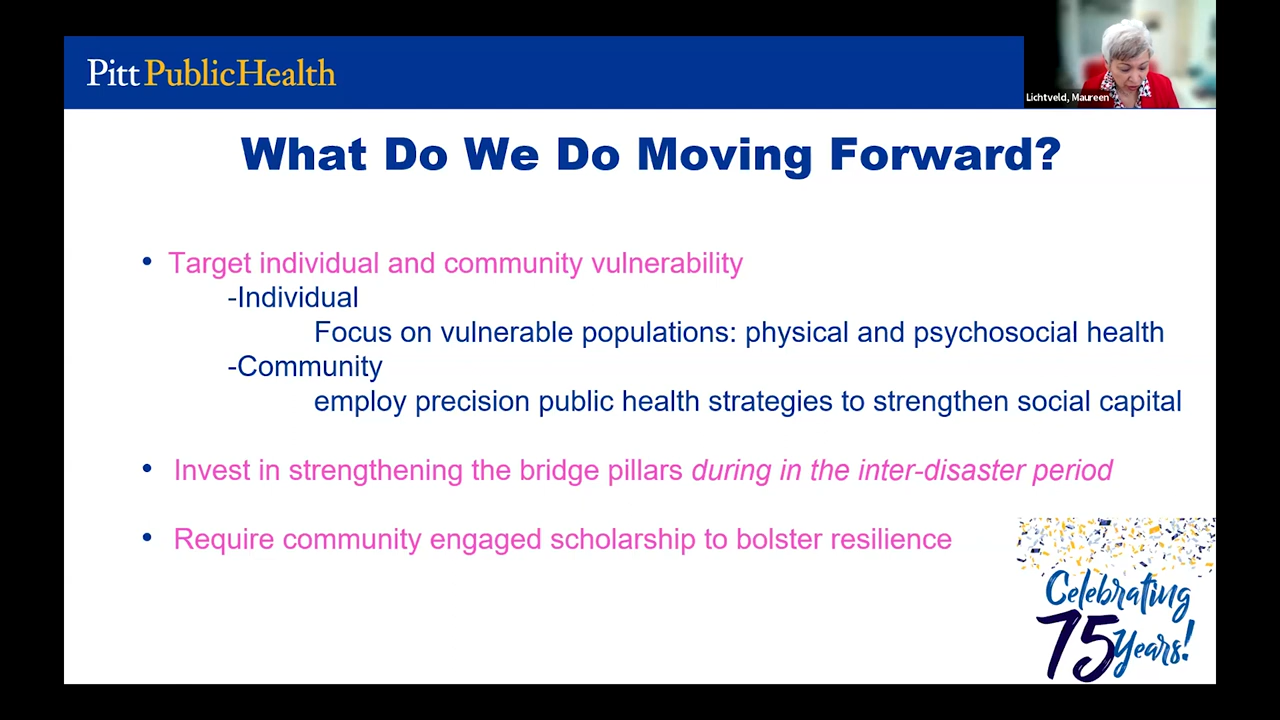 Pitt PublicHealth
Lichtveld, Maureen
What Do We Do Moving Forward?
• Target individual and community vulnerability
-Individual
Focus on vulnerable populations: physical and psychosocial health
-Community
employ precision public health strategies to strengthen social capital
• Invest in strengthening the bridge pillars during in the inter-disaster period
• Require community engaged scholarship to bolster resilience
Celebrating
75 Years!